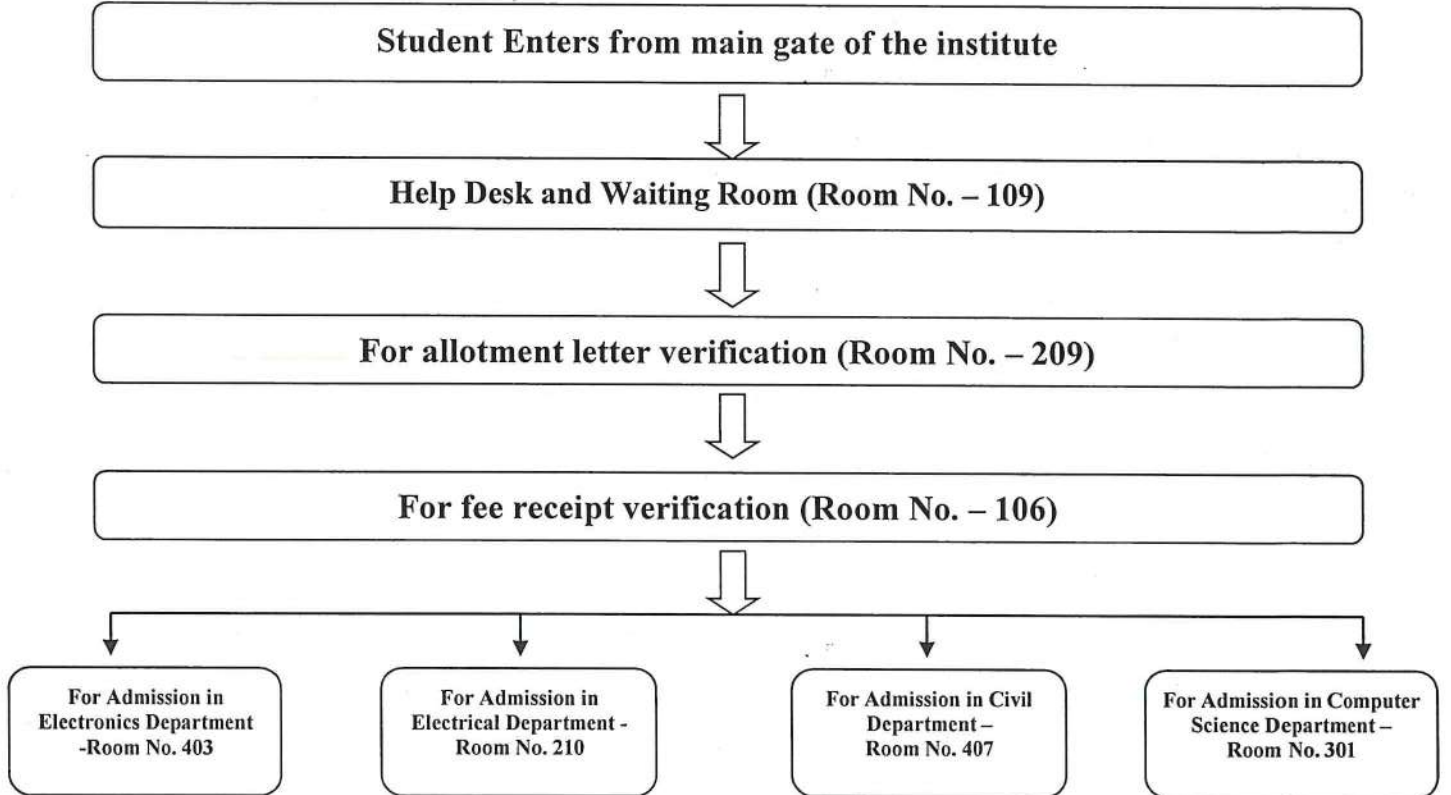 Student Enters from main gate of the institute
Help Desk and Waiting Room (Room No. – 109)
For allotment letter verification (Room No. – 209)
For fee receipt verification (Room No. – 106)
For Admission in
Electronics Department
-Room No. 403
For Admission in
Electrical Department -
Room No. 210
For Admission in Civil
Department –
Room No. 407
For Admission in Computer
Science Department –
Room No. 301